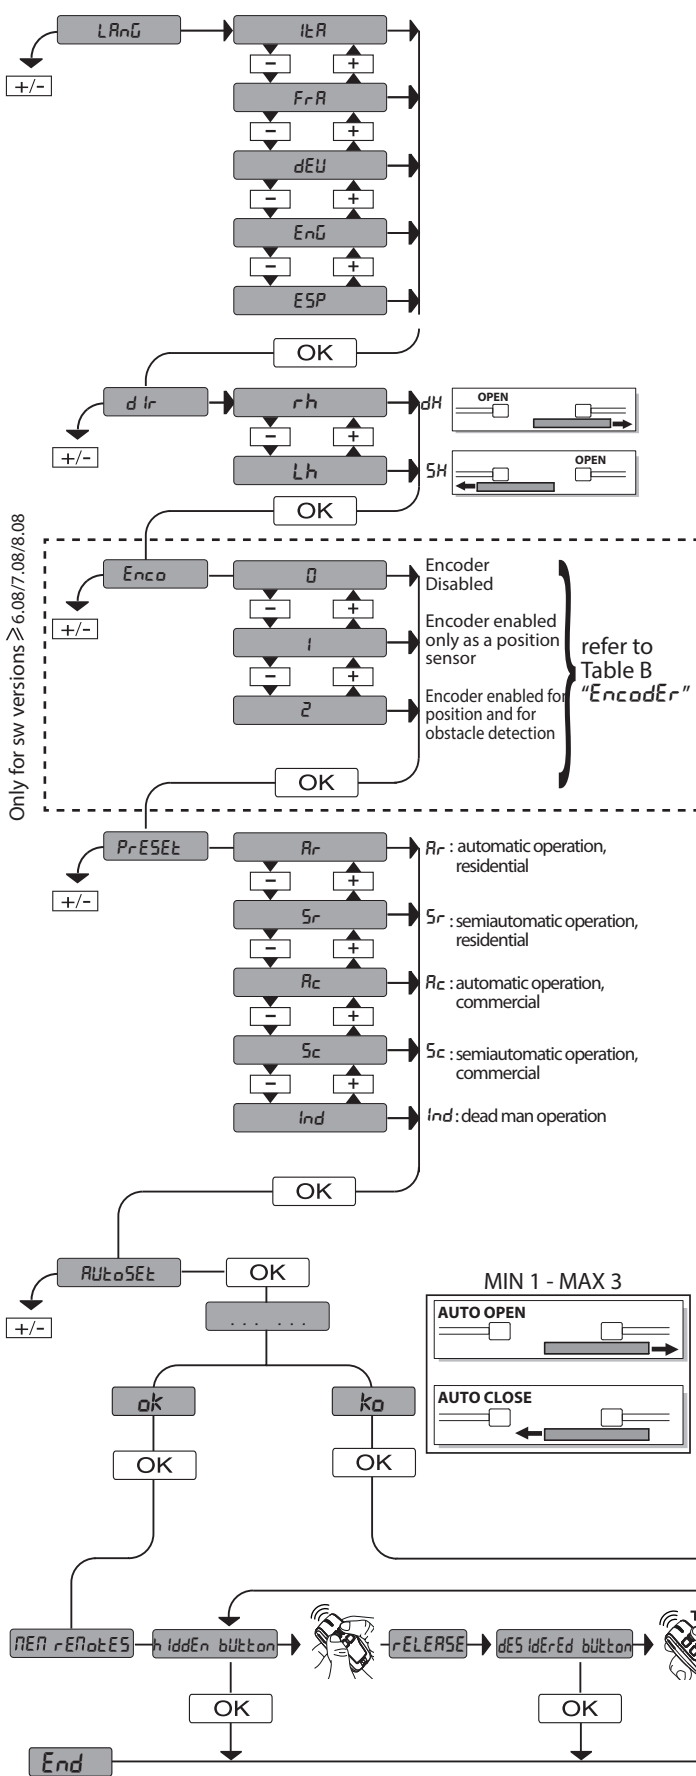 LAnG
ItA
+/-
- +
FrA
- +
dEU
- +
EnG
- +
ESP
OK
dIr
rh
dH
OPEN
+/-
- +
Lh
SH
OPEN
OK
Only for sw versions ⩾ 6.08/7.08/8.08
Enco
0
Encoder
Disabled
+/-
- +
1
Encoder enabled
only as a position
sensor
- +
2
Encoder enabled for
position and for
obstacle detection
refer to
Table B
“EncodEr”
OK
PrESEt
Ar
Ar : automatic operation,
residential
+/-
- +
Sr
Sr : semiautomatic operation,
residential
- +
Ac
Ac : automatic operation,
commercial
- +
Sc
Sc : semiautomatic operation,
commercial
- +
Ind
Ind : dead man operation
OK
AUtoSEt
OK
+/-
... ...
MIN 1 - MAX 3
AUTO OPEN
AUTO CLOSE
ok
ko
OK
OK
MEM rEMotES
hIddEn bUtton
rELEASE
dESIdErEd bUtton
OK
OK
End